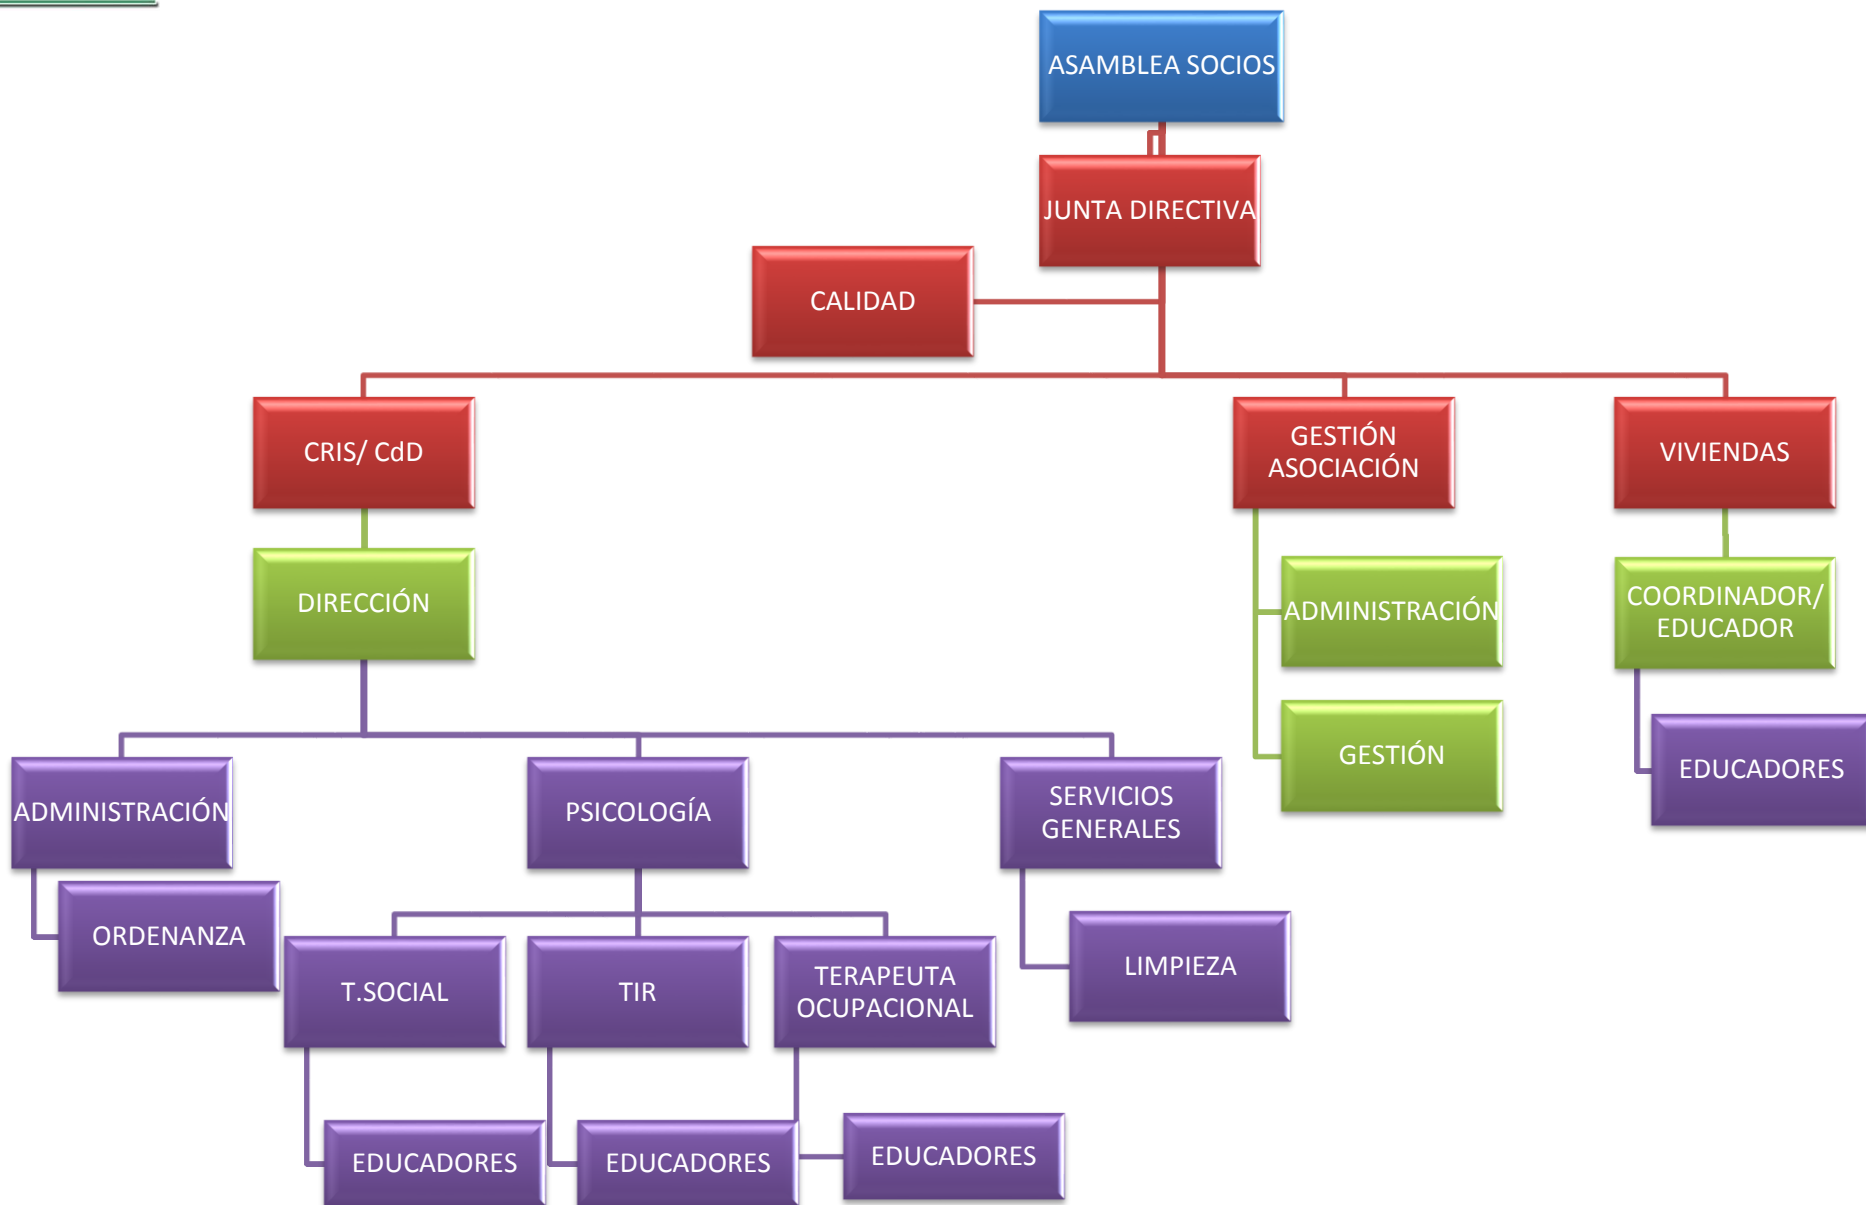 ASAMBLEA SOCIOS
JUNTA DIRECTIVA
CALIDAD
CRIS/ CdD
GESTIÓN
ASOCIACIÓN
VIVIENDAS
DIRECCIÓN
ADMINISTRACIÓN
COORDINADOR/
EDUCADOR
GESTIÓN
EDUCADORES
ADMINISTRACIÓN
PSICOLOGÍA
SERVICIOS
GENERALES
ORDENANZA
T.SOCIAL
TIR
TERAPEUTA
OCUPACIONAL
LIMPIEZA
EDUCADORES
EDUCADORES
EDUCADORES